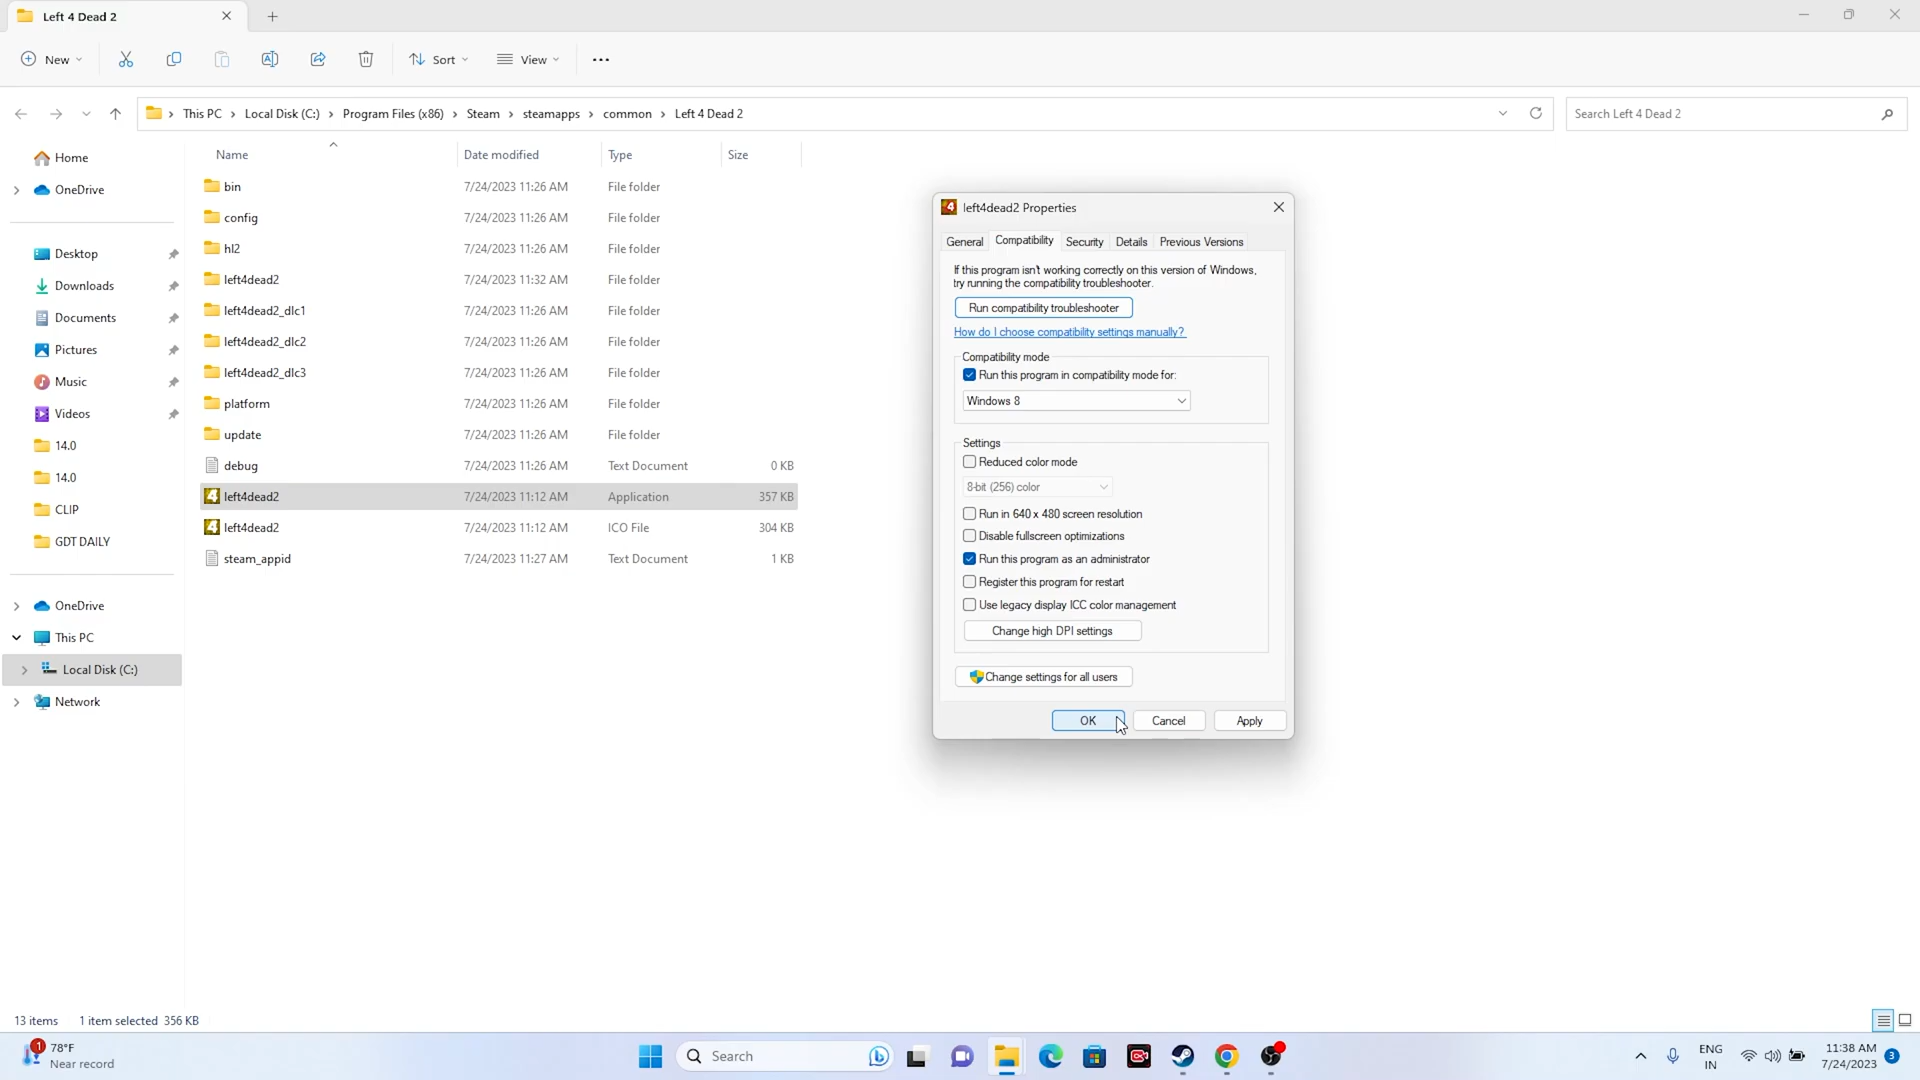 Left 4 Dead 2
New
Sort
View
This PC > Local Disk (C:) > Program Files (x86) > Steam > steamapps > common > Left 4 Dead 2
Search Left 4 Dead 2
Home
OneDrive
Desktop
Downloads
Documents
Pictures
Music
Videos
14.0
14.0
CLIP
GDT DAILY
OneDrive
This PC
Local Disk (C:)
Network
Name Date modified Type Size
bin 7/24/2023 11:26 AM File folder
config 7/24/2023 11:26 AM File folder
hl2 7/24/2023 11:26 AM File folder
left4dead2 7/24/2023 11:32 AM File folder
left4dead2_dlc1 7/24/2023 11:26 AM File folder
left4dead2_dlc2 7/24/2023 11:26 AM File folder
left4dead2_dlc3 7/24/2023 11:26 AM File folder
platform 7/24/2023 11:26 AM File folder
update 7/24/2023 11:26 AM File folder
debug 7/24/2023 11:26 AM Text Document 0 KB
left4dead2 7/24/2023 11:12 AM Application 357 KB
left4dead2 7/24/2023 11:12 AM ICO File 304 KB
steam_appid 7/24/2023 11:27 AM Text Document 1 KB
left4dead2 Properties
General Compatibility Security Details Previous Versions
If this program isn't working correctly on this version of Windows,
try running the compatibility troubleshooter.
Run compatibility troubleshooter
How do I choose compatibility settings manually?
Compatibility mode
Run this program in compatibility mode for:
Windows 8
Settings
Reduced color mode
8-bit (256) color
Run in 640 x 480 screen resolution
Disable fullscreen optimizations
Run this program as an administrator
Register this program for restart
Use legacy display ICC color management
Change high DPI settings
Change settings for all users
OK Cancel Apply
13 items 1 item selected 356 KB
1
78°F
Near record
Search
ENG
IN
11:38 AM
7/24/2023
3